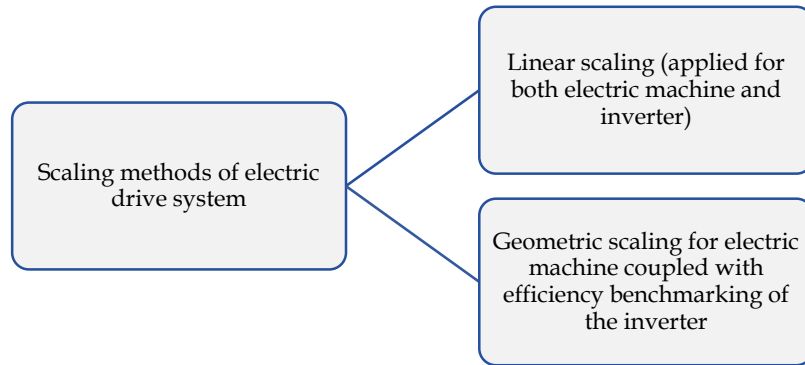 Scaling methods of electric
drive system
Linear scaling (applied for
both electric machine and
inverter)
Geometric scaling for electric
machine coupled with
efficiency benchmarking of
the inverter